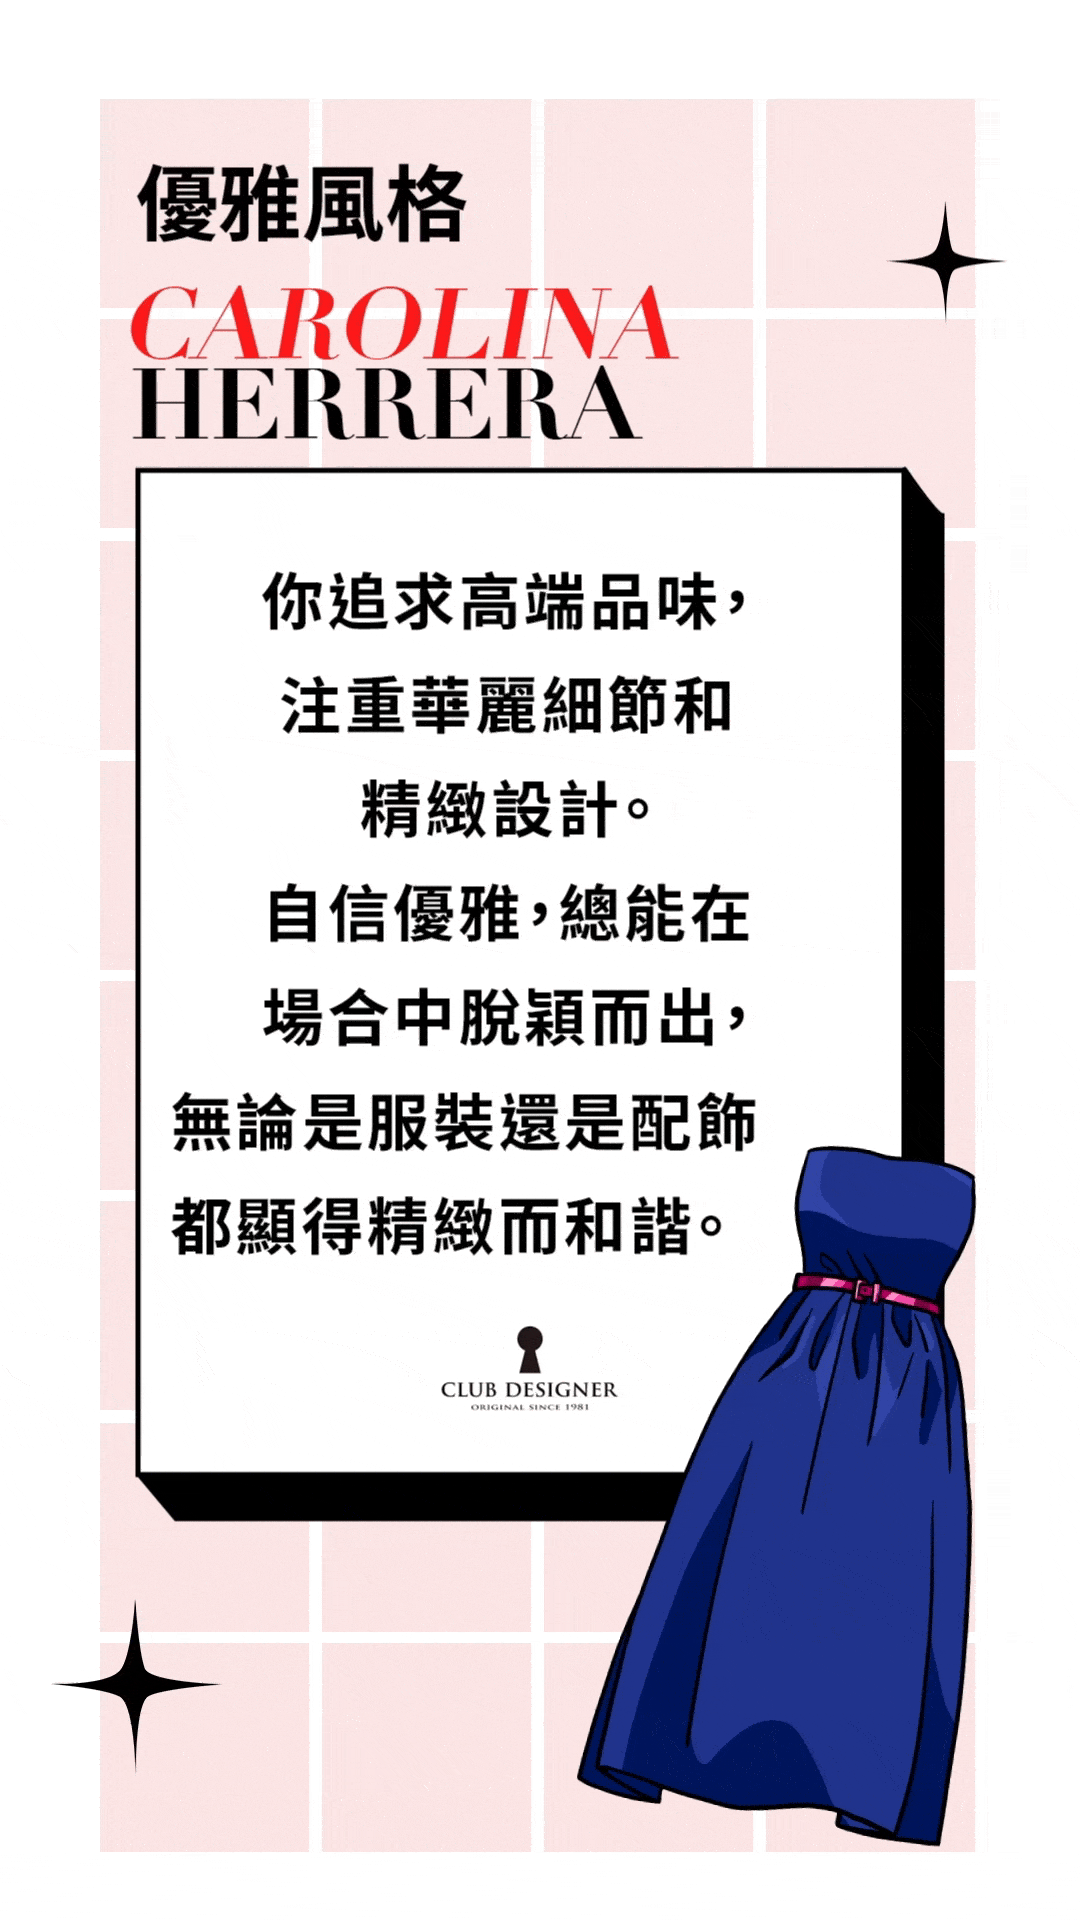 優雅風格
CAROLINA
HERRERA
你追求高端品味，
注重華麗細節和
精緻設計。
自信優雅，總能在
場合中脫穎而出，
無論是服裝還是配飾
都顯得精緻而和諧。
CLUB DESIGNER
ORIGINAL SINCE 1981